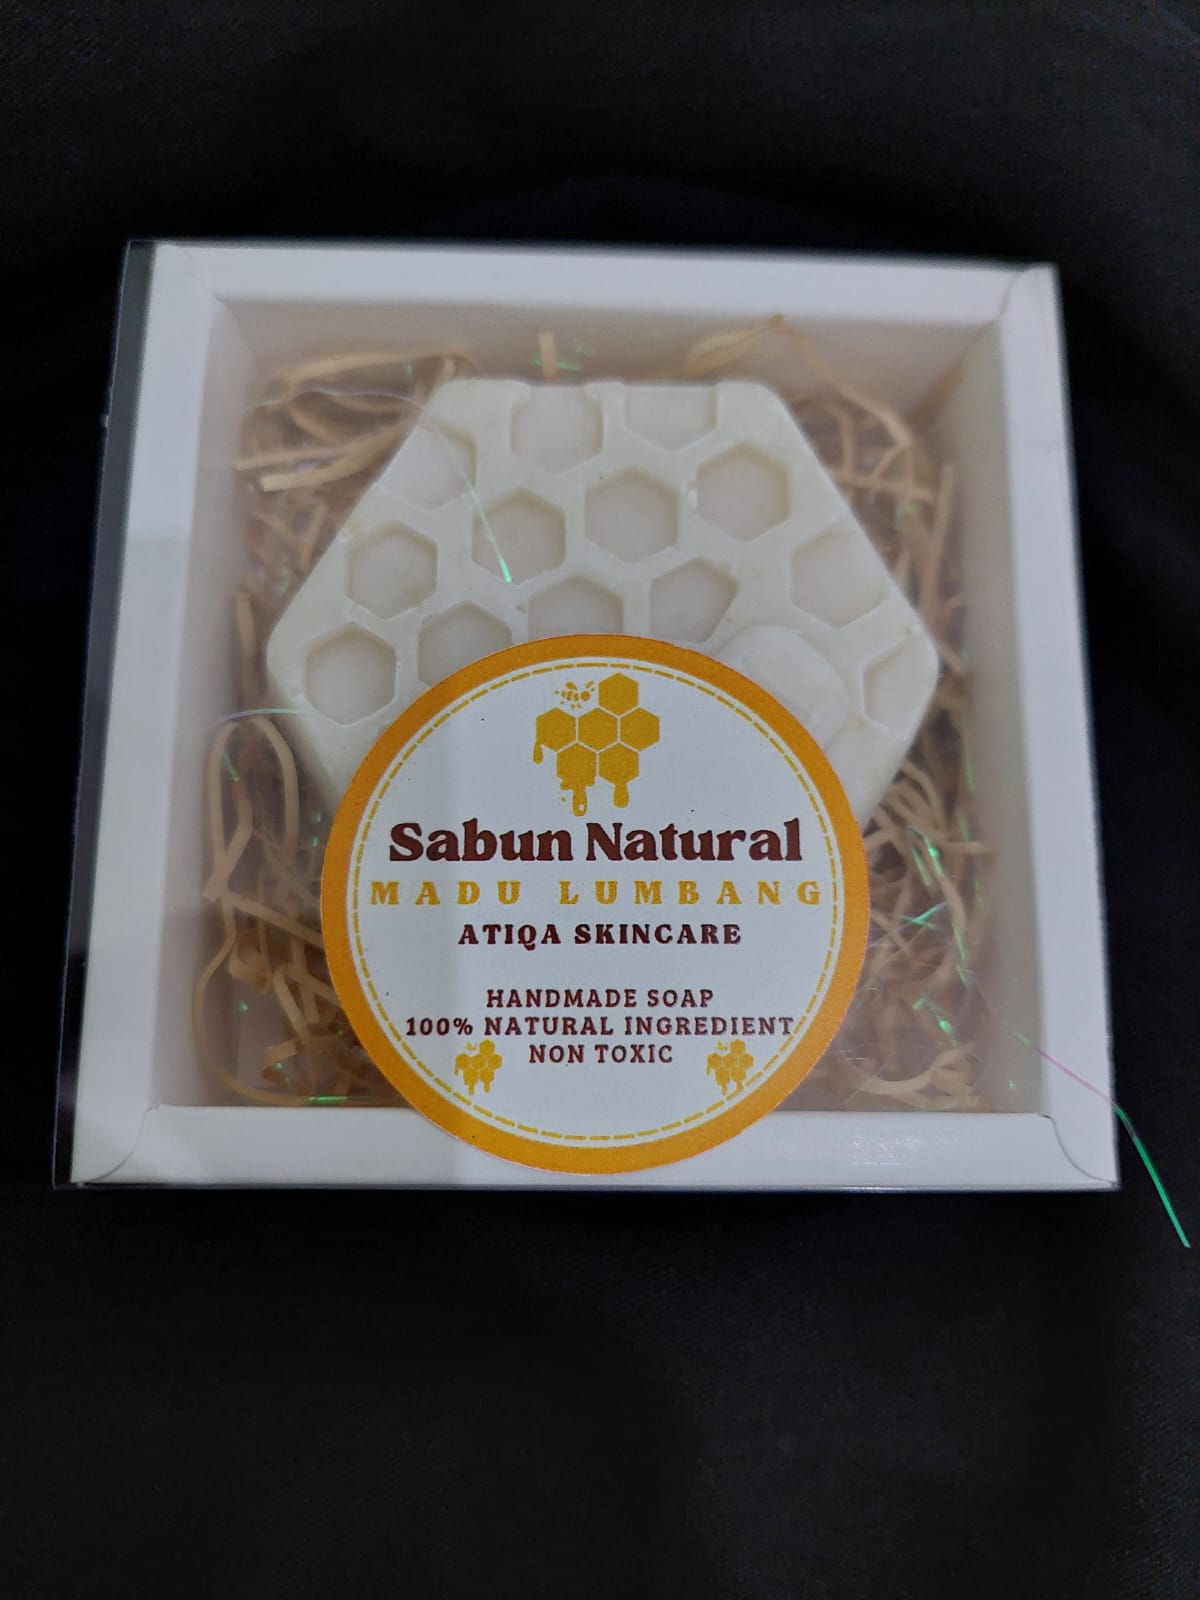 Sabun Natural
MADU LUMBANG
ATIQA SKINCARE
HANDMADE SOAP
100% NATURAL INGREDIENT
NON TOXIC